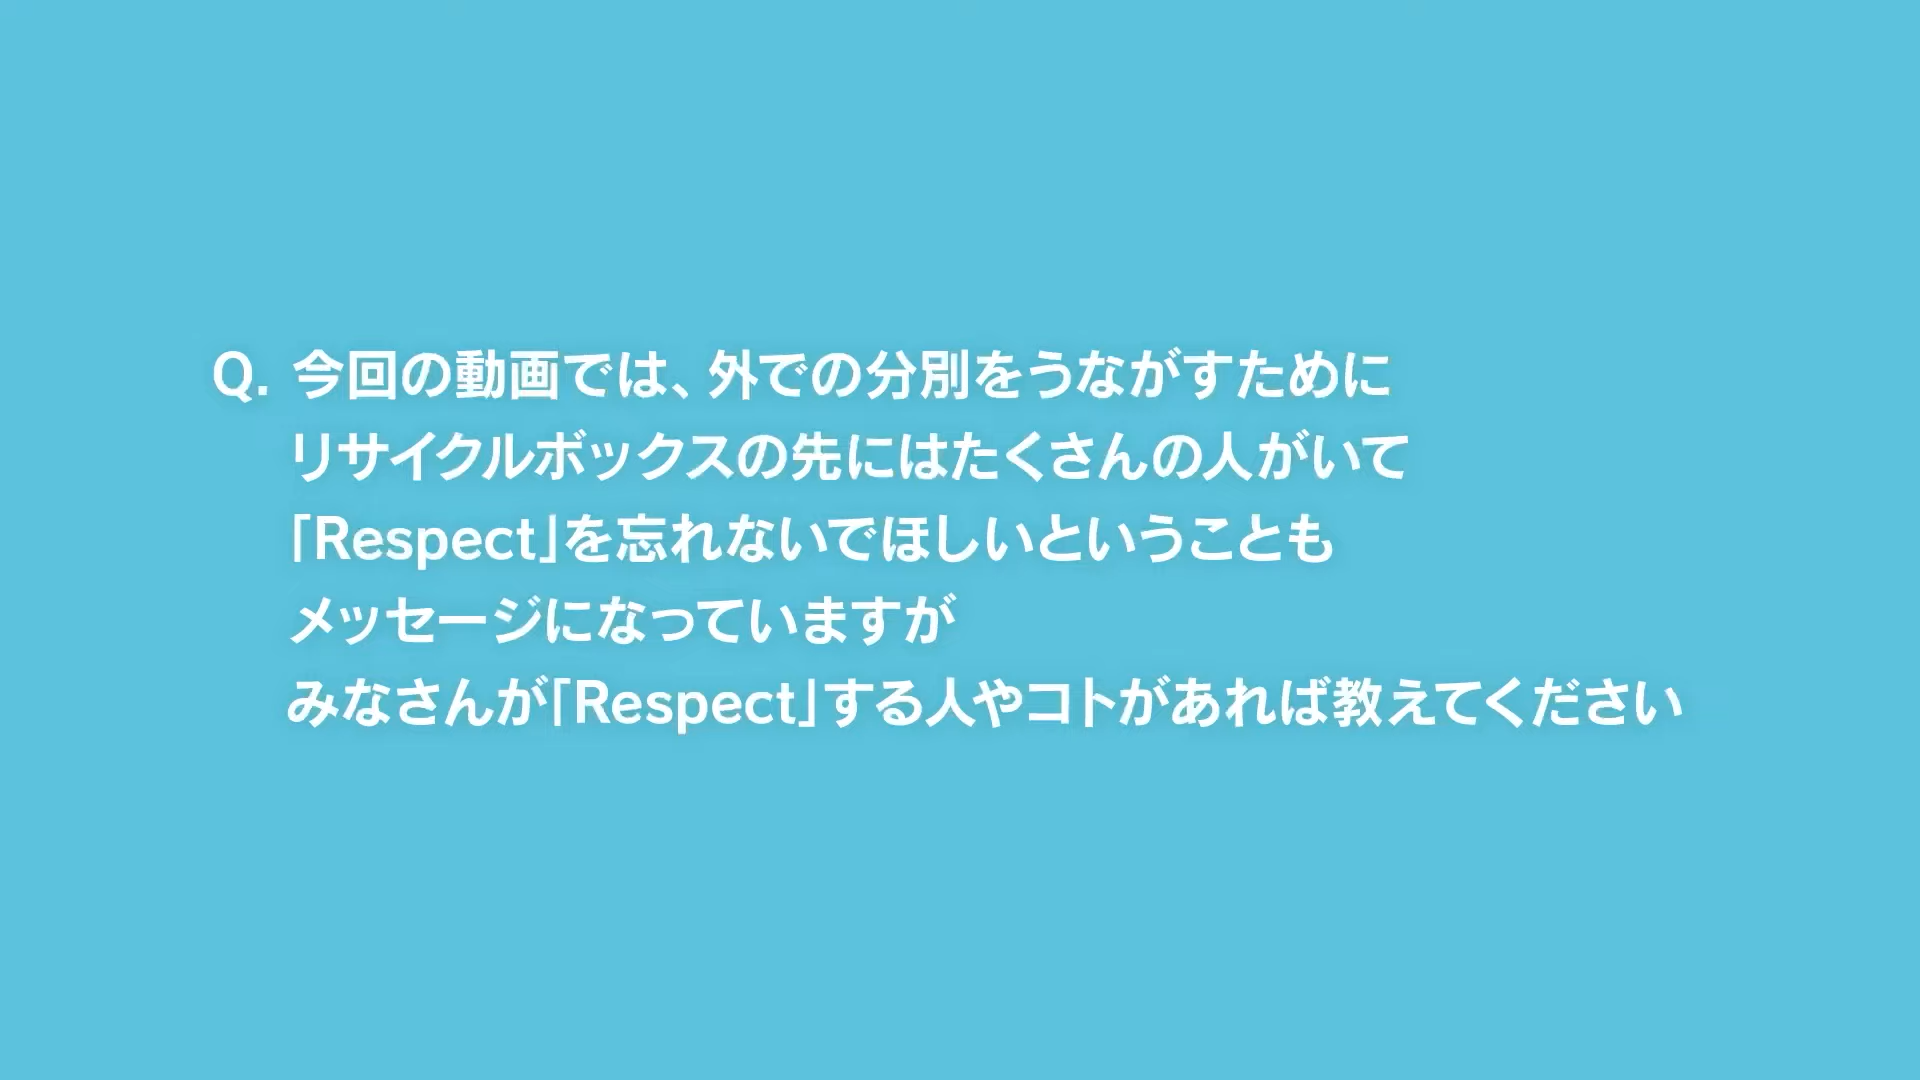 Q. 今回の動画では、外での分別をうながすために
リサイクルボックスの先にはたくさんの人がいて
「Respect」を忘れないでほしいということも
メッセージになっていますが
みなさんが「Respect」する人やコトがあれば教えてください